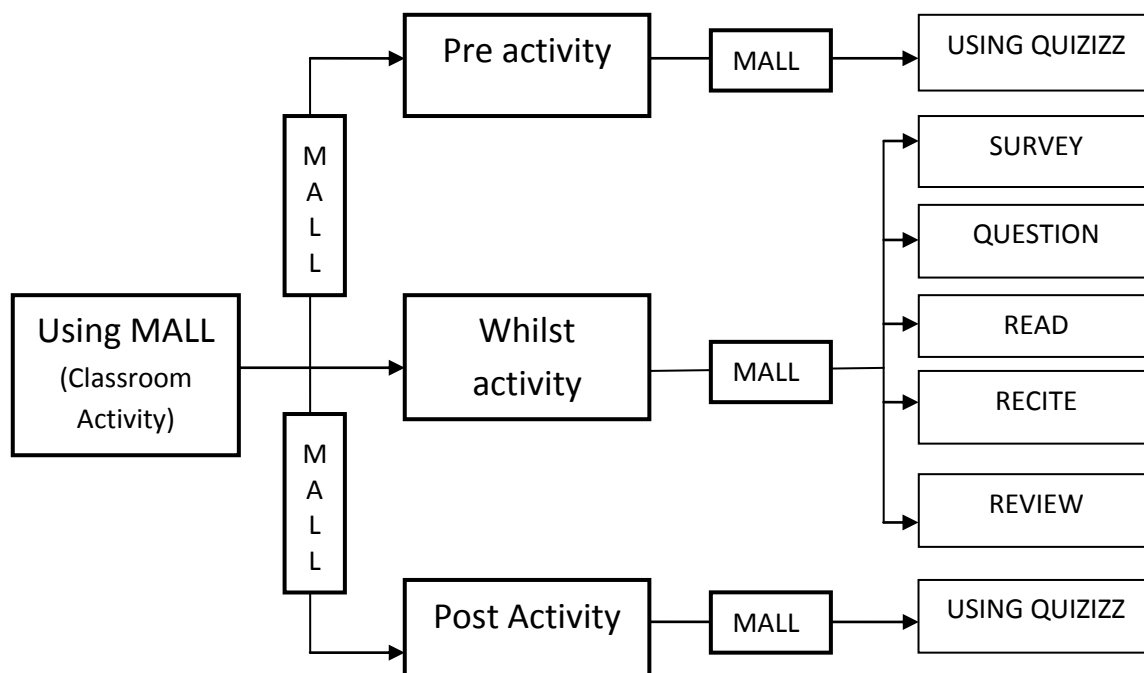 Pre activity
MALL
USING QUIZIZZ
M
A
L
L
SURVEY
QUESTION
Using MALL
(Classroom
Activity)
Whilst
activity
MALL
READ
RECITE
REVIEW
M
A
L
L
Post Activity
MALL
USING QUIZIZZ